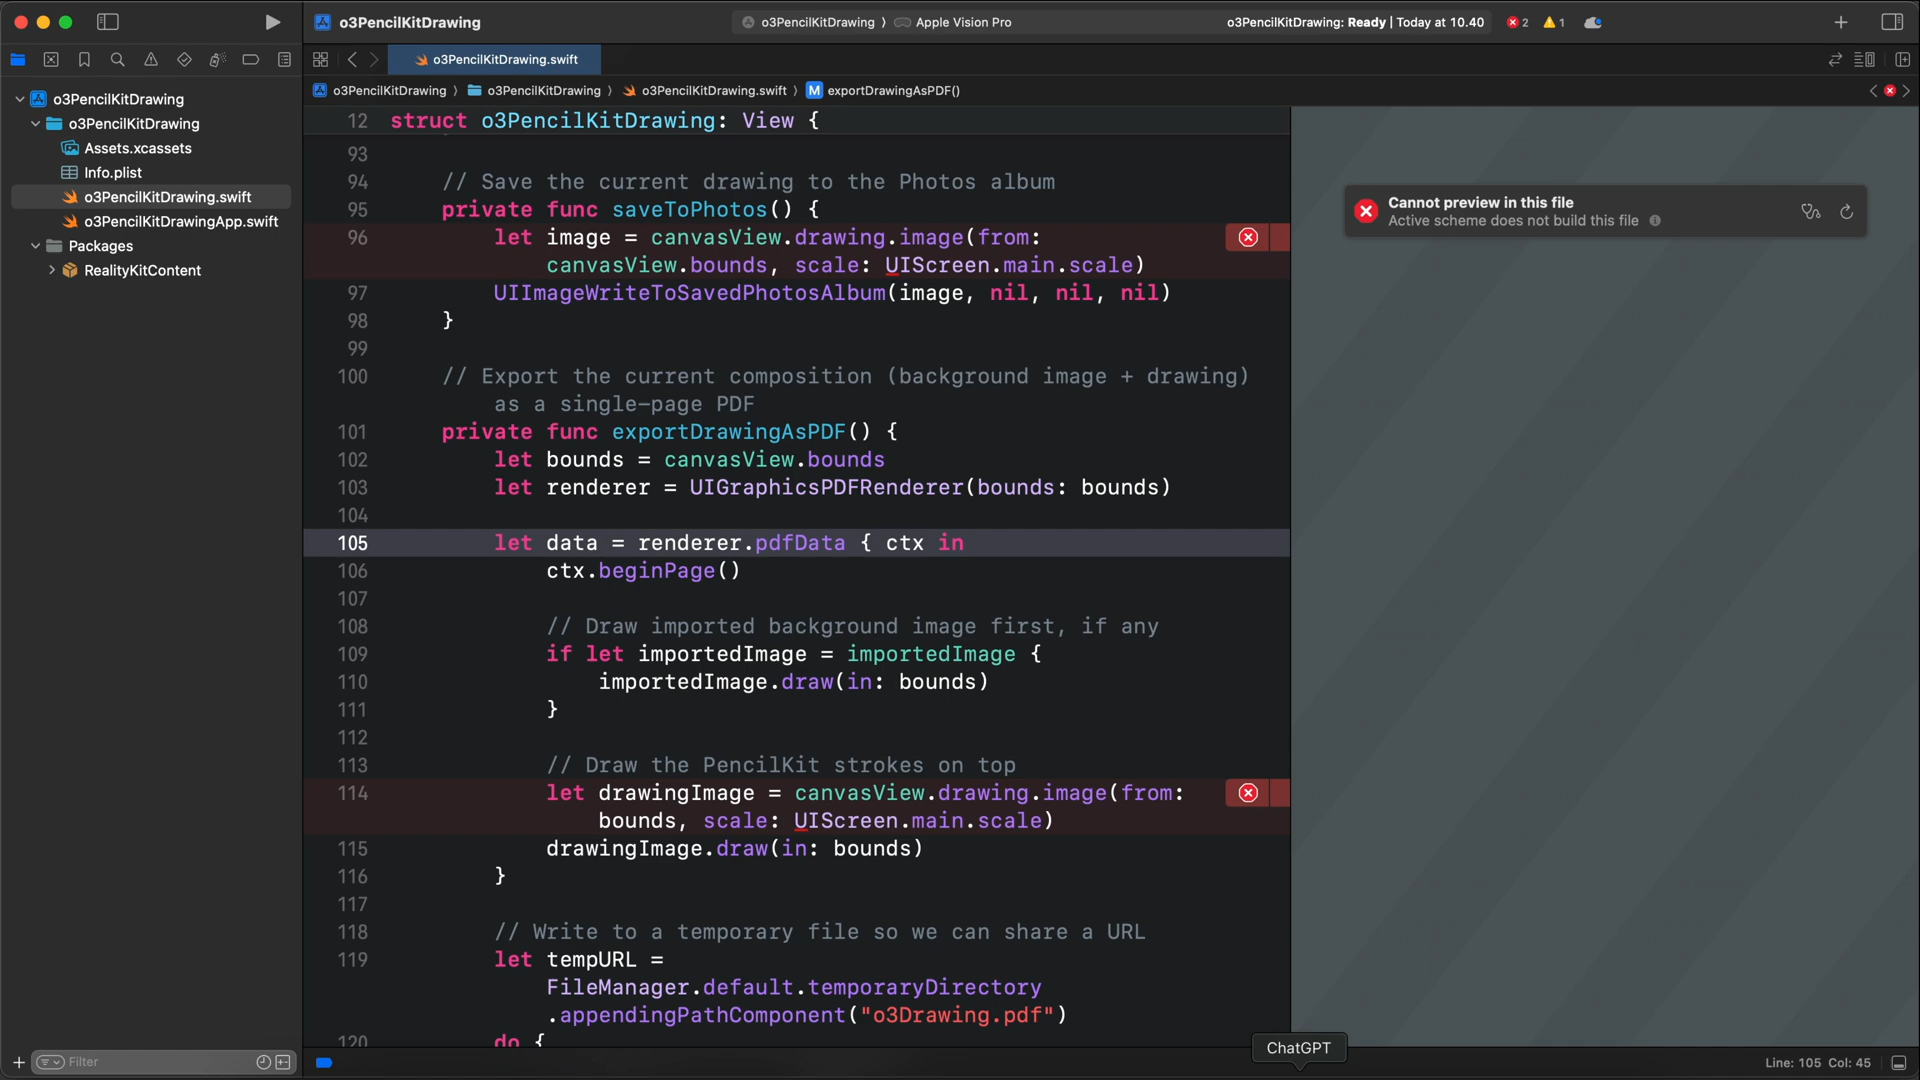 o3PencilKitDrawing
o3PencilKitDrawing 〉 Apple Vision Pro
o3PencilKitDrawing: Ready | Today at 10.40
2
1
o3PencilKitDrawing.swift
o3PencilKitDrawing 〉 o3PencilKitDrawing 〉 o3PencilKitDrawing.swift 〉 M exportDrawingAsPDF()
o3PencilKitDrawing
o3PencilKitDrawing
Assets.xcassets
Info.plist
o3PencilKitDrawing.swift
o3PencilKitDrawingApp.swift
Packages
RealityKitContent
12 struct o3PencilKitDrawing: View {
93
94 // Save the current drawing to the Photos album
95 private func saveToPhotos() {
96 let image = canvasView.drawing.image(from:
canvasView.bounds, scale: UIScreen.main.scale)
97 UIImageWriteToSavedPhotosAlbum(image, nil, nil, nil)
98 }
99
100 // Export the current composition (background image + drawing)
as a single-page PDF
101 private func exportDrawingAsPDF() {
102 let bounds = canvasView.bounds
103 let renderer = UIGraphicsPDFRenderer(bounds: bounds)
104
105 let data = renderer.pdfData { ctx in
106 ctx.beginPage()
107
108 // Draw imported background image first, if any
109 if let importedImage = importedImage {
110 importedImage.draw(in: bounds)
111 }
112
113 // Draw the PencilKit strokes on top
114 let drawingImage = canvasView.drawing.image(from:
bounds, scale: UIScreen.main.scale)
115 drawingImage.draw(in: bounds)
116 }
117
118 // Write to a temporary file so we can share a URL
119 let tempURL =
FileManager.default.temporaryDirectory
.appendingPathComponent("o3Drawing.pdf")
120 do {
Cannot preview in this file
Active scheme does not build this file
Filter
ChatGPT
Line: 105 Col: 45